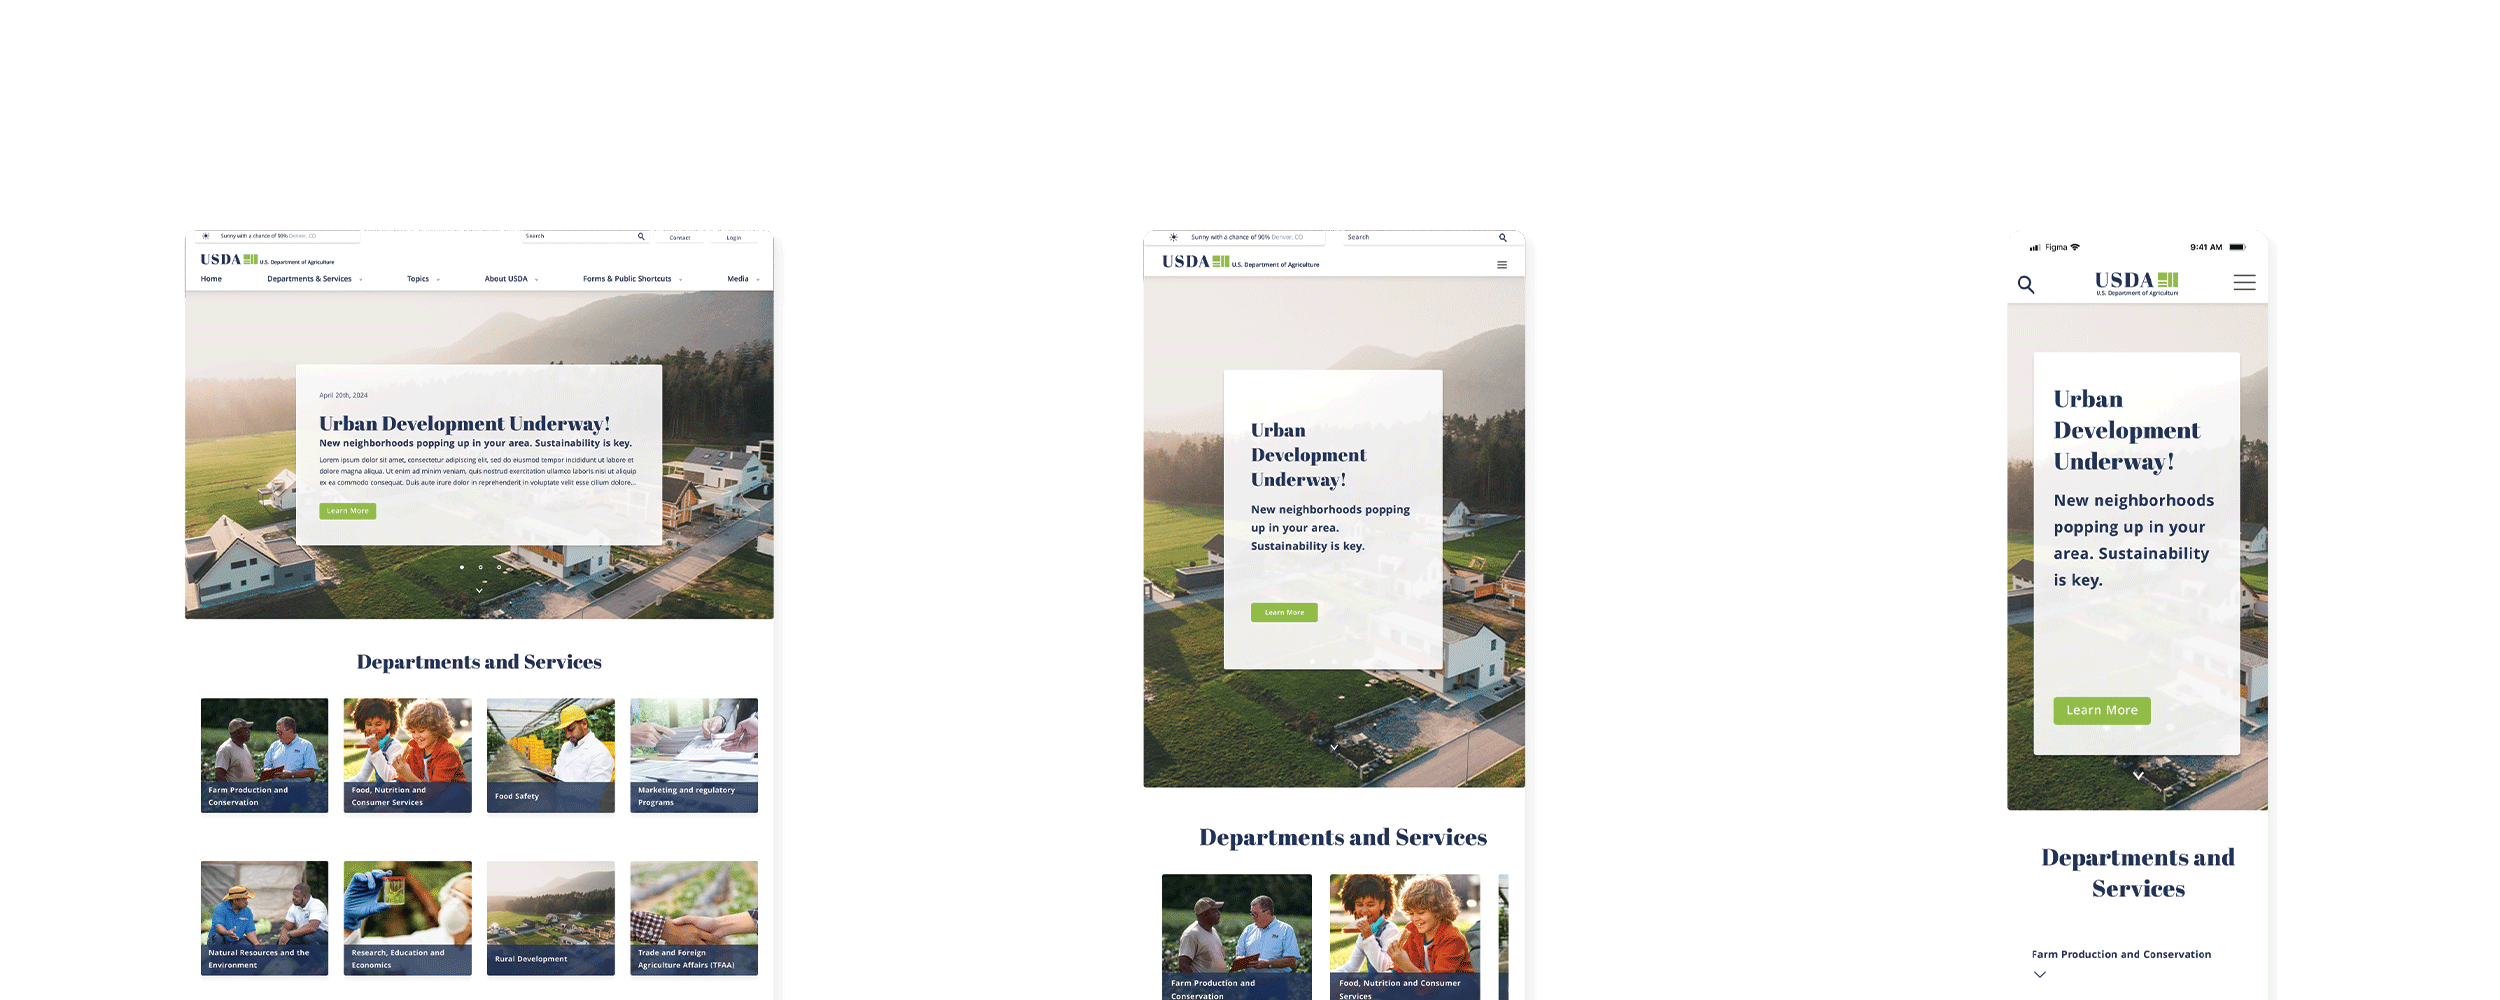 Sunny with a chance of 90% Denver, CO
Search
Contact
Login
USDA U.S. Department of Agriculture
Home
Departments & Services
Topics
About USDA
Forms & Public Shortcuts
Media
April 20th, 2024
Urban Development Underway!
New neighborhoods popping up in your area. Sustainability is key.
Lorem ipsum dolor sit amet, consectetur adipiscing elit, sed do eiusmod tempor incididunt ut labore et
dolore magna aliqua. Ut enim ad minim veniam, quis nostrud exercitation ullamco laboris nisi ut aliquip
ex ea commodo consequat. Duis aute irure dolor in reprehenderit in voluptate velit esse cillum dolore...
Learn More
Departments and Services
Farm Production and
Conservation
Food, Nutrition and
Consumer Services
Food Safety
Marketing and regulatory
Programs
Natural Resources and the
Environment
Research, Education and
Economics
Rural Development
Trade and Foreign
Agriculture Affairs (TFAA)
Sunny with a chance of 90% Denver, CO
Search
USDA U.S. Department of Agriculture
Urban
Development
Underway!
New neighborhoods popping
up in your area.
Sustainability is key.
Learn More
Departments and Services
Farm Production and
Conservation
Food, Nutrition and Consumer
Services
Figma
9:41 AM
USDA
U.S. Department of Agriculture
Urban
Development
Underway!
New neighborhoods
popping up in your
area. Sustainability
is key.
Learn More
Departments and
Services
Farm Production and Conservation